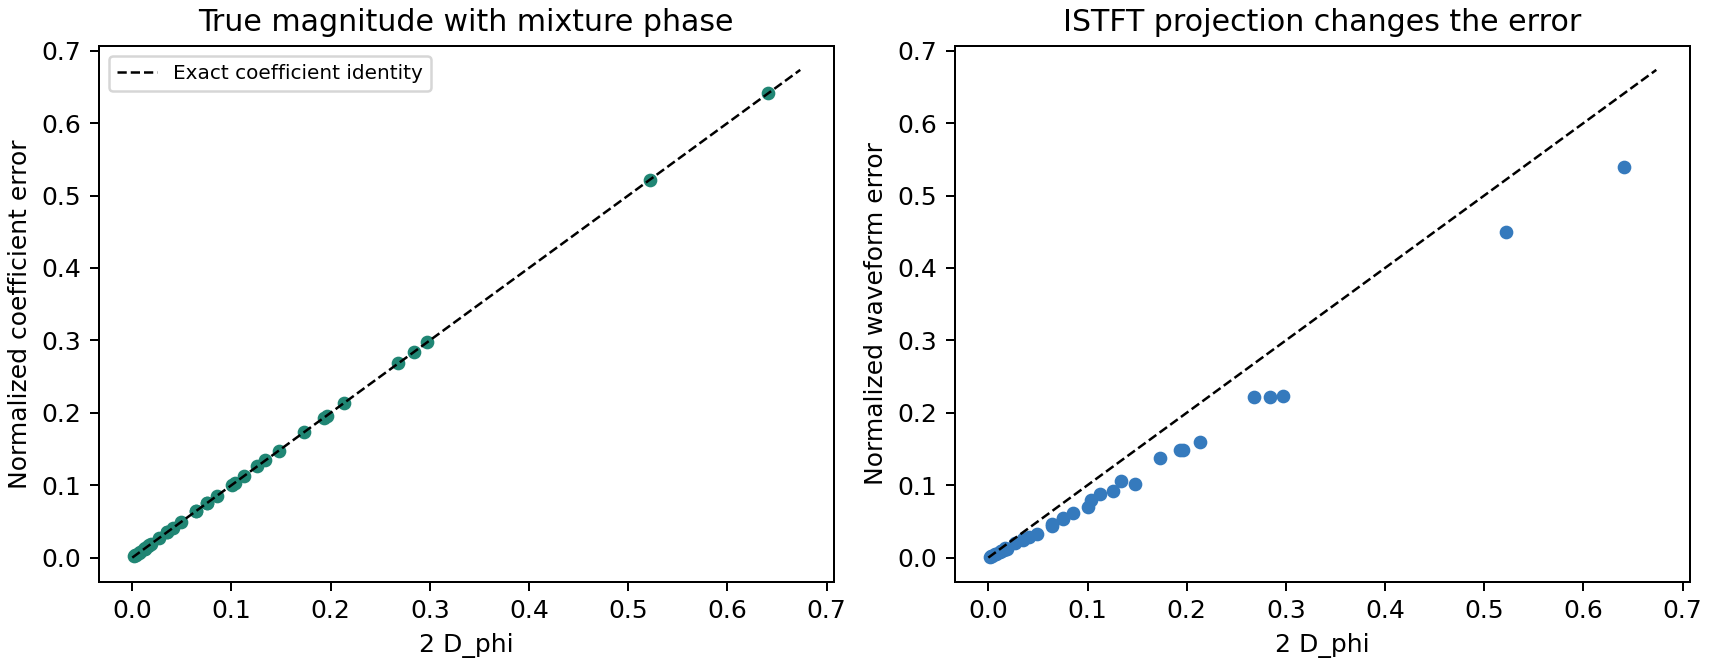 True magnitude with mixture phase
Exact coefficient identity
Normalized coefficient error
0.7
0.6
0.5
0.4
0.3
0.2
0.1
0.0
0.0 0.1 0.2 0.3 0.4 0.5 0.6 0.7
2 D_phi
ISTFT projection changes the error
Normalized waveform error
0.7
0.6
0.5
0.4
0.3
0.2
0.1
0.0
0.0 0.1 0.2 0.3 0.4 0.5 0.6 0.7
2 D_phi